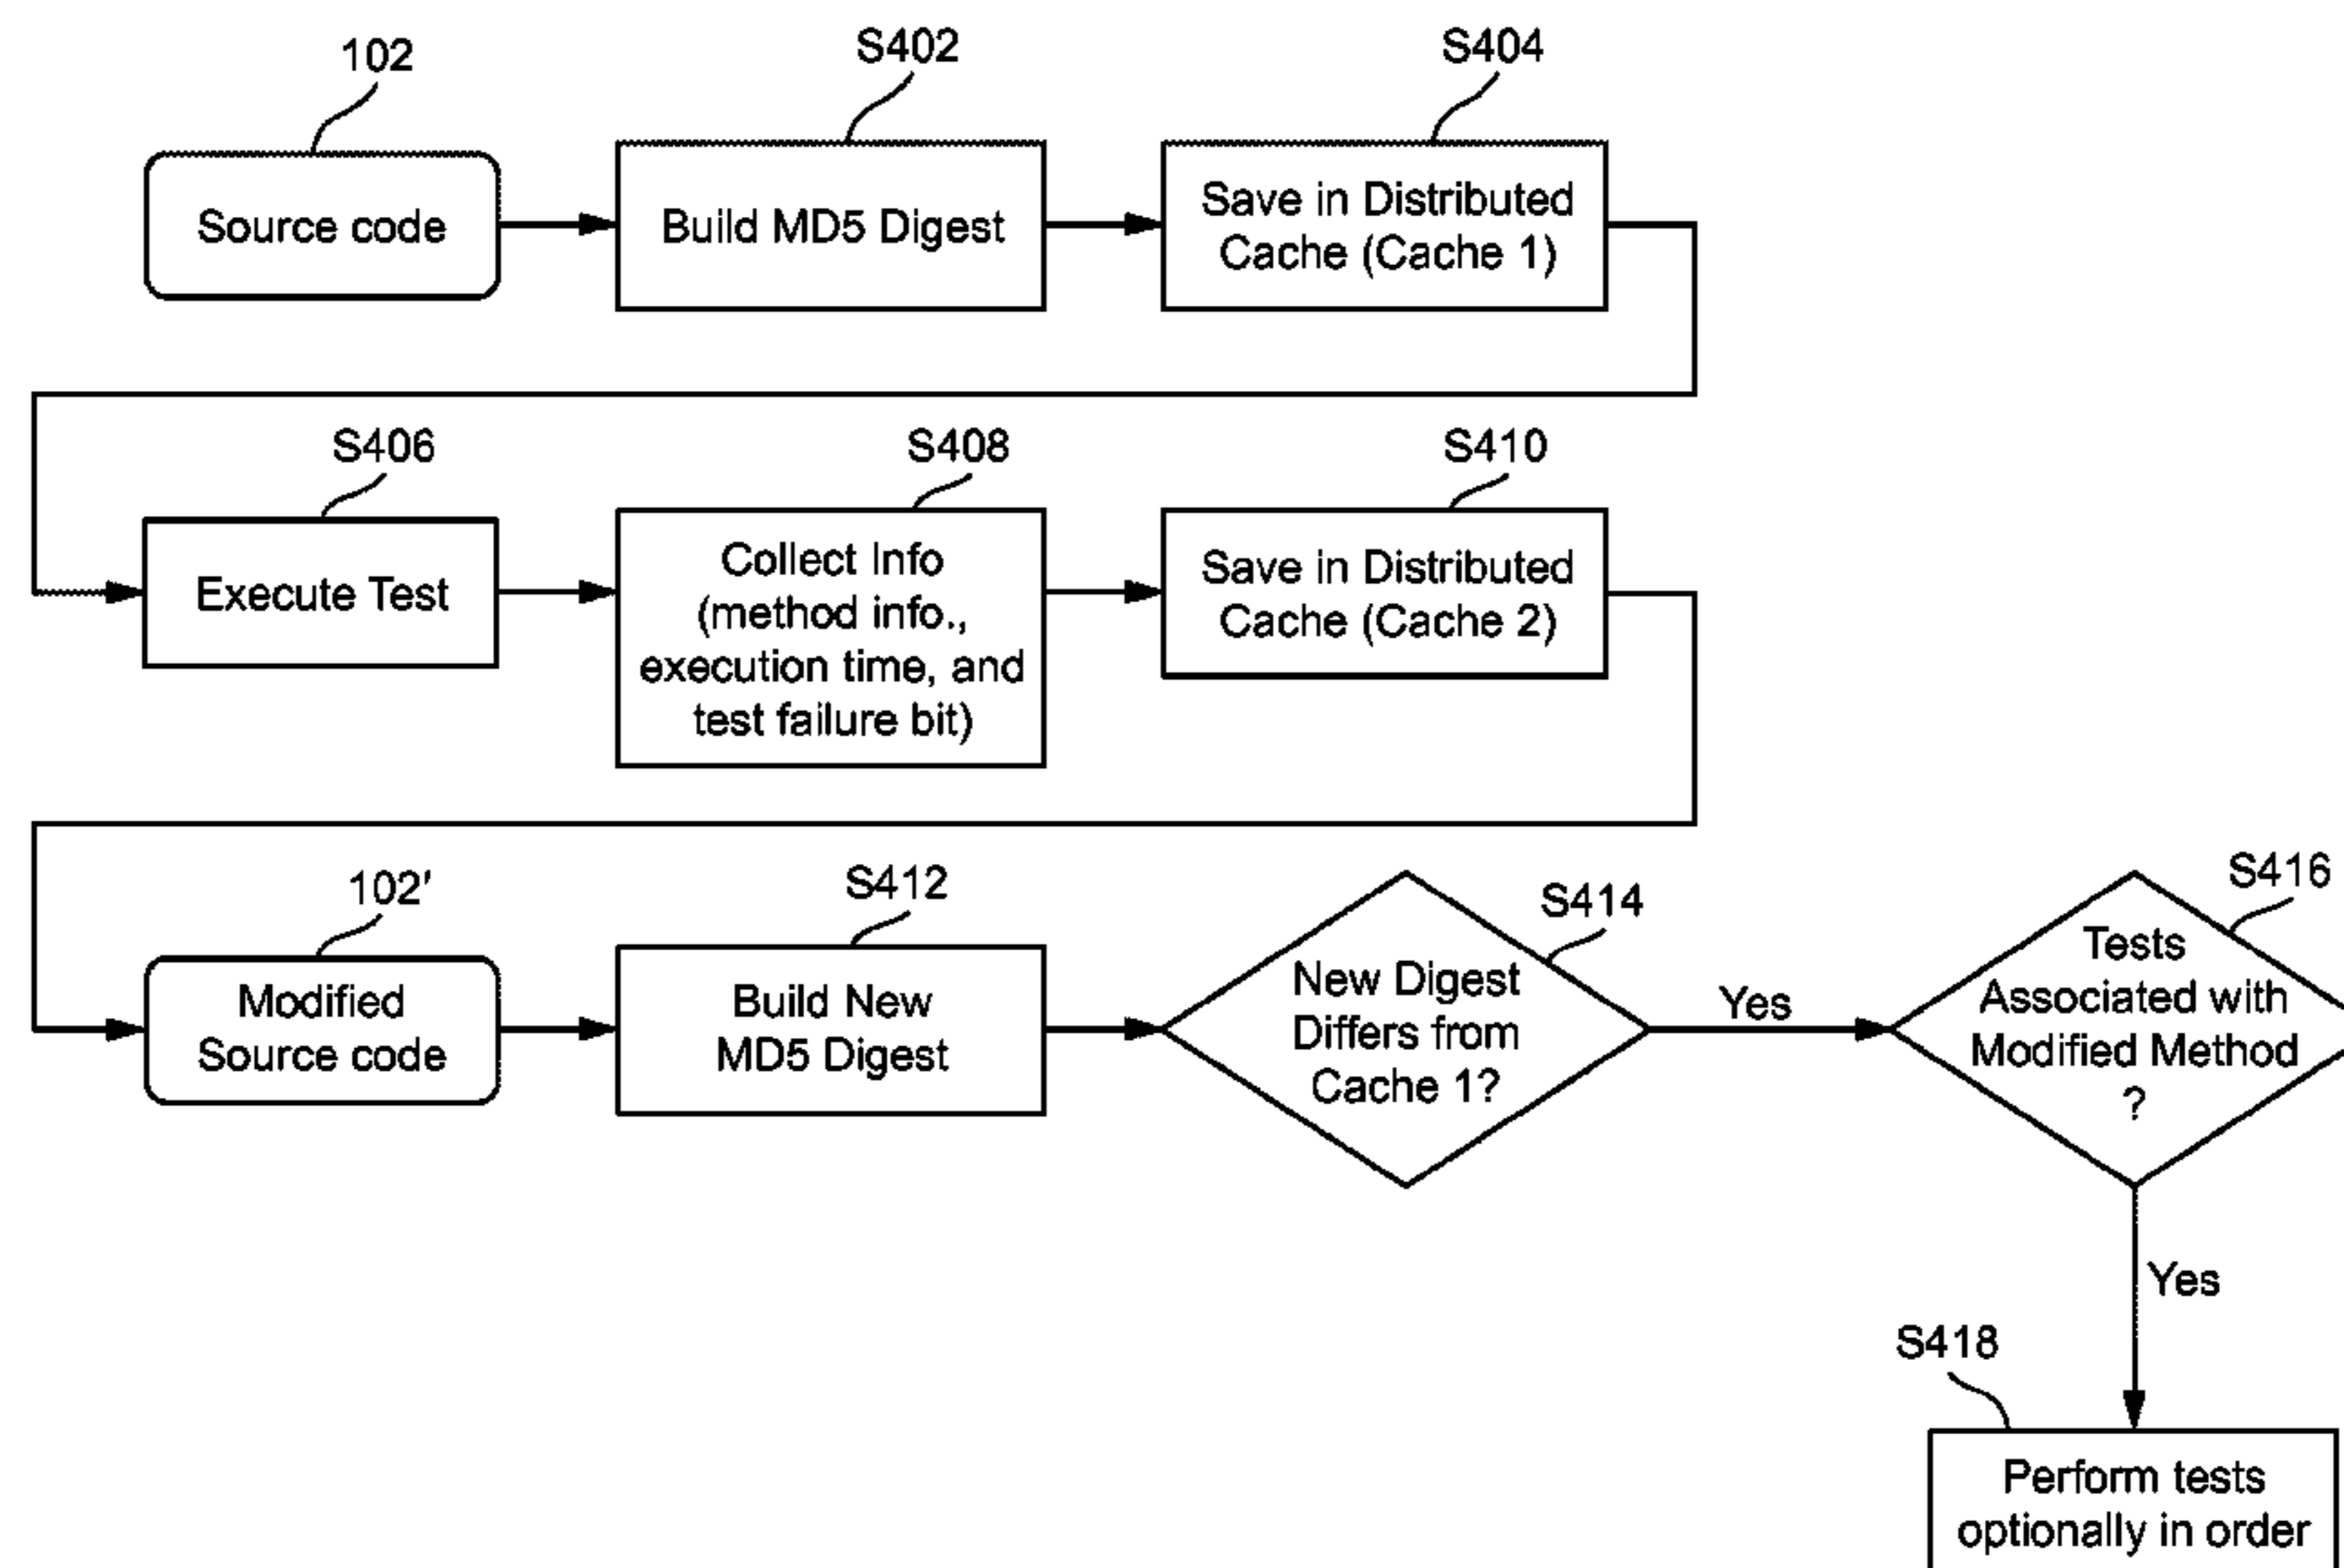 102
S402
S404
Source code
Build MD5 Digest
Save in Distributed
Cache (Cache 1)
S406
S408
S410
Execute Test
Collect Info
(method info.,
execution time, and
test failure bit)
Save in Distributed
Cache (Cache 2)
102'
S412
S414
S416
Modified
Source code
Build New
MD5 Digest
New Digest
Differs from
Cache 1?
Yes
Tests
Associated with
Modified Method
?
Yes
S418
Perform tests
optionally in order